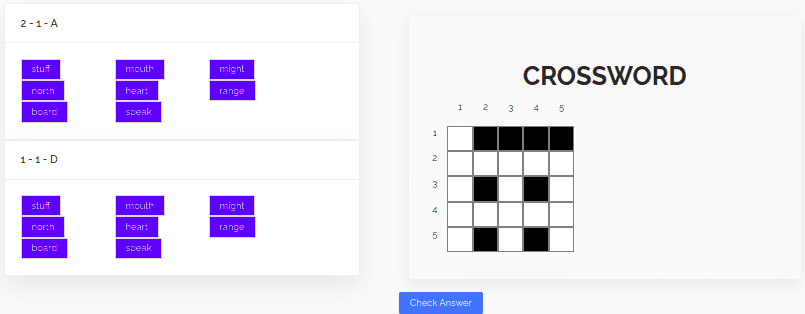 2 - 1 - A
stuff mouth might
north heart range
board speak
1 - 1 - D
stuff mouth might
north heart range
board speak
CROSSWORD
1 2 3 4 5
1
2
3
4
5
Check Answer